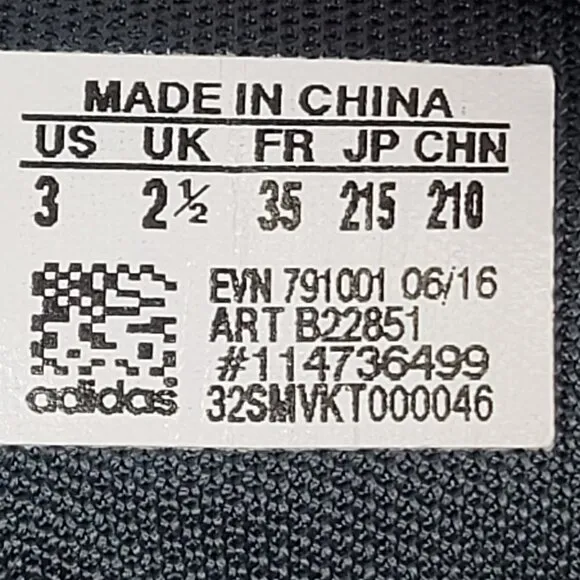 MADE IN CHINA
US UK FR JP CHN
3 2½ 35 215 210
EVN 791001 06/16
ART B22851
#114736499
adidas 32SMVKT000046